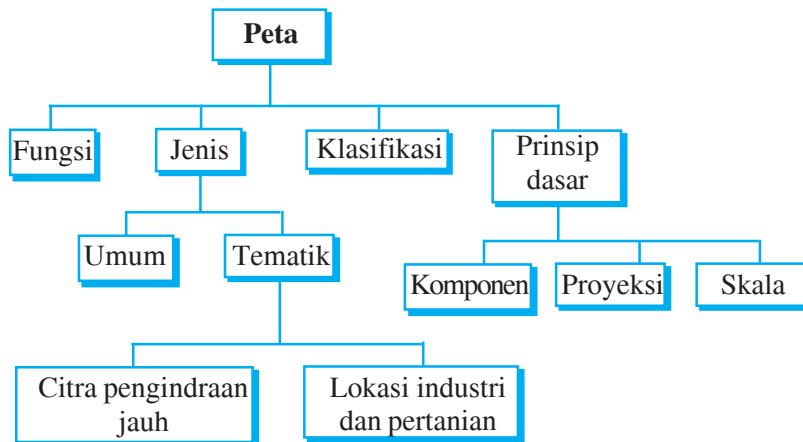 Peta
Fungsi
Jenis
Klasifikasi
Prinsip
dasar
Umum
Tematik
Komponen
Proyeksi
Skala
Citra pengindraan
jauh
Lokasi industri
dan pertanian